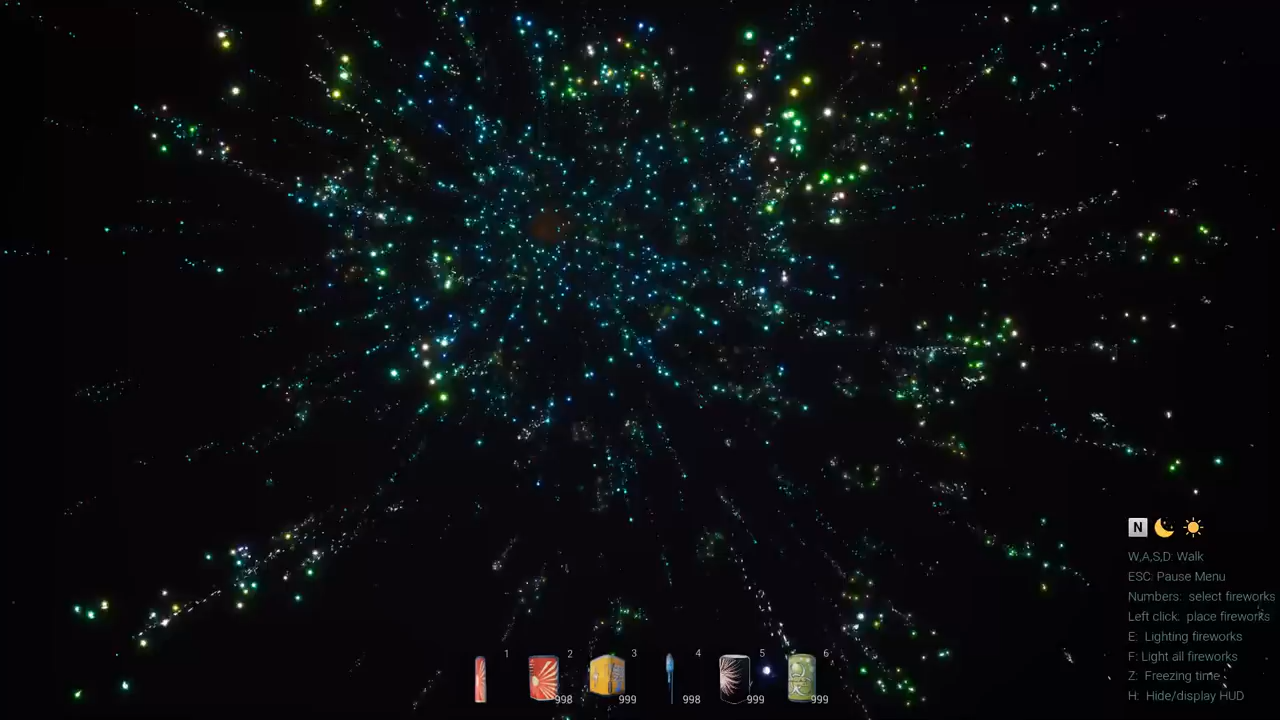 N
W,A,S,D: Walk
ESC: Pause Menu
Numbers: select fireworks
Left click: place fireworks
E: Lighting fireworks
F: Light all fireworks
Z: Freezing time
H: Hide/display HUD
1 2 3 4 5 6
998 999 998 999 999